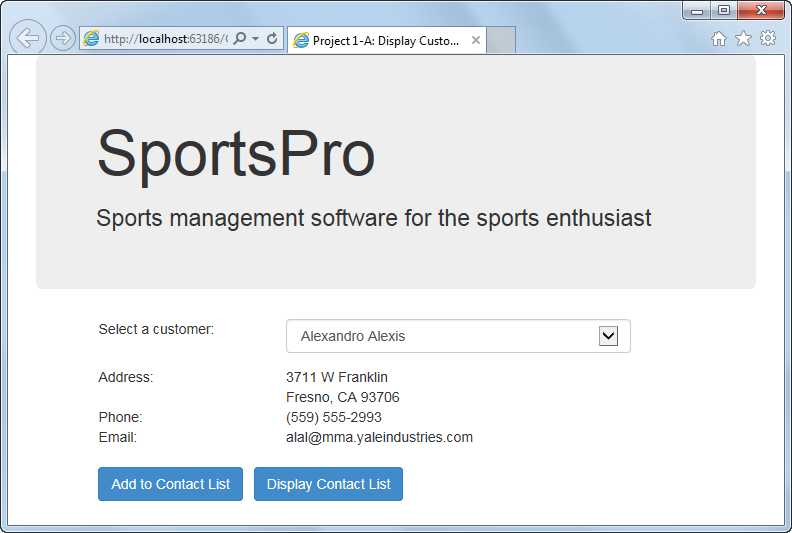 http://localhost:63186/
Project 1-A: Display Custo...
SportsPro
Sports management software for the sports enthusiast
Select a customer: Alexandro Alexis
Address: 3711 W Franklin
Fresno, CA 93706
Phone: (559) 555-2993
Email: alal@mma.yaleindustries.com
Add to Contact List Display Contact List